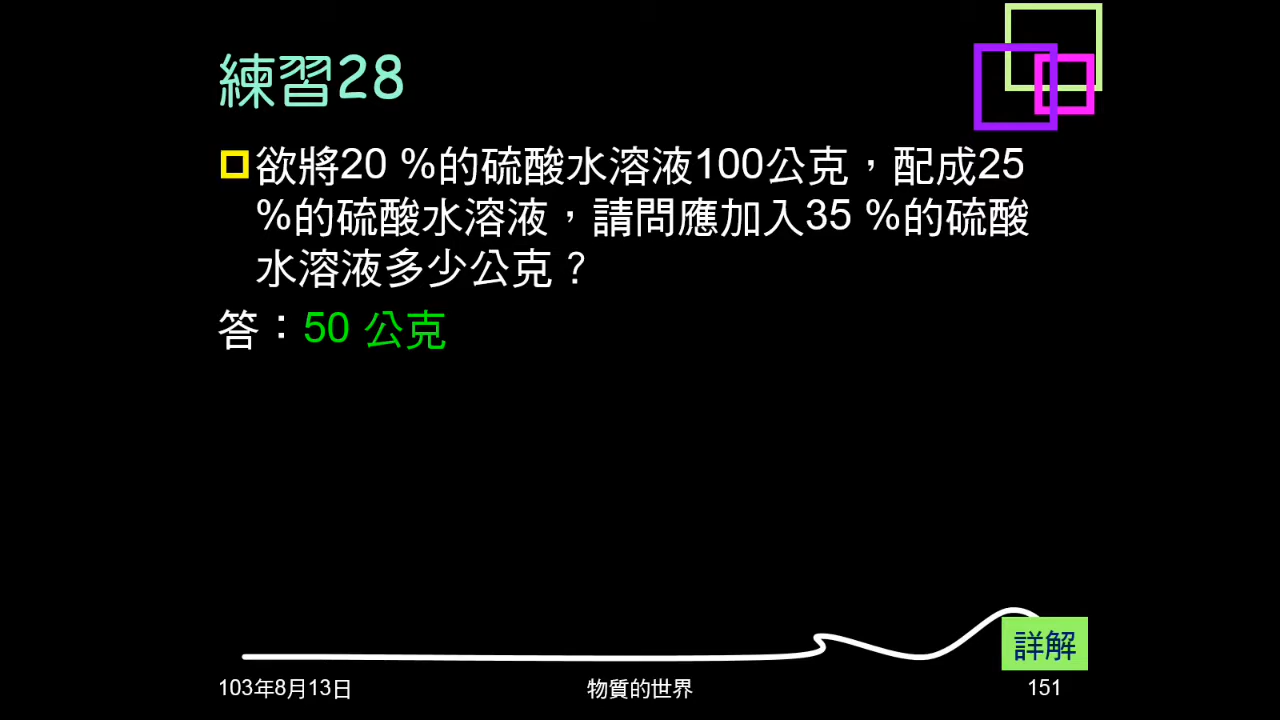 練習28
欲將20 %的硫酸水溶液100公克，配成25
%的硫酸水溶液，請問應加入35 %的硫酸
水溶液多少公克？
答：50 公克
詳解
103年8月13日
物質的世界
151